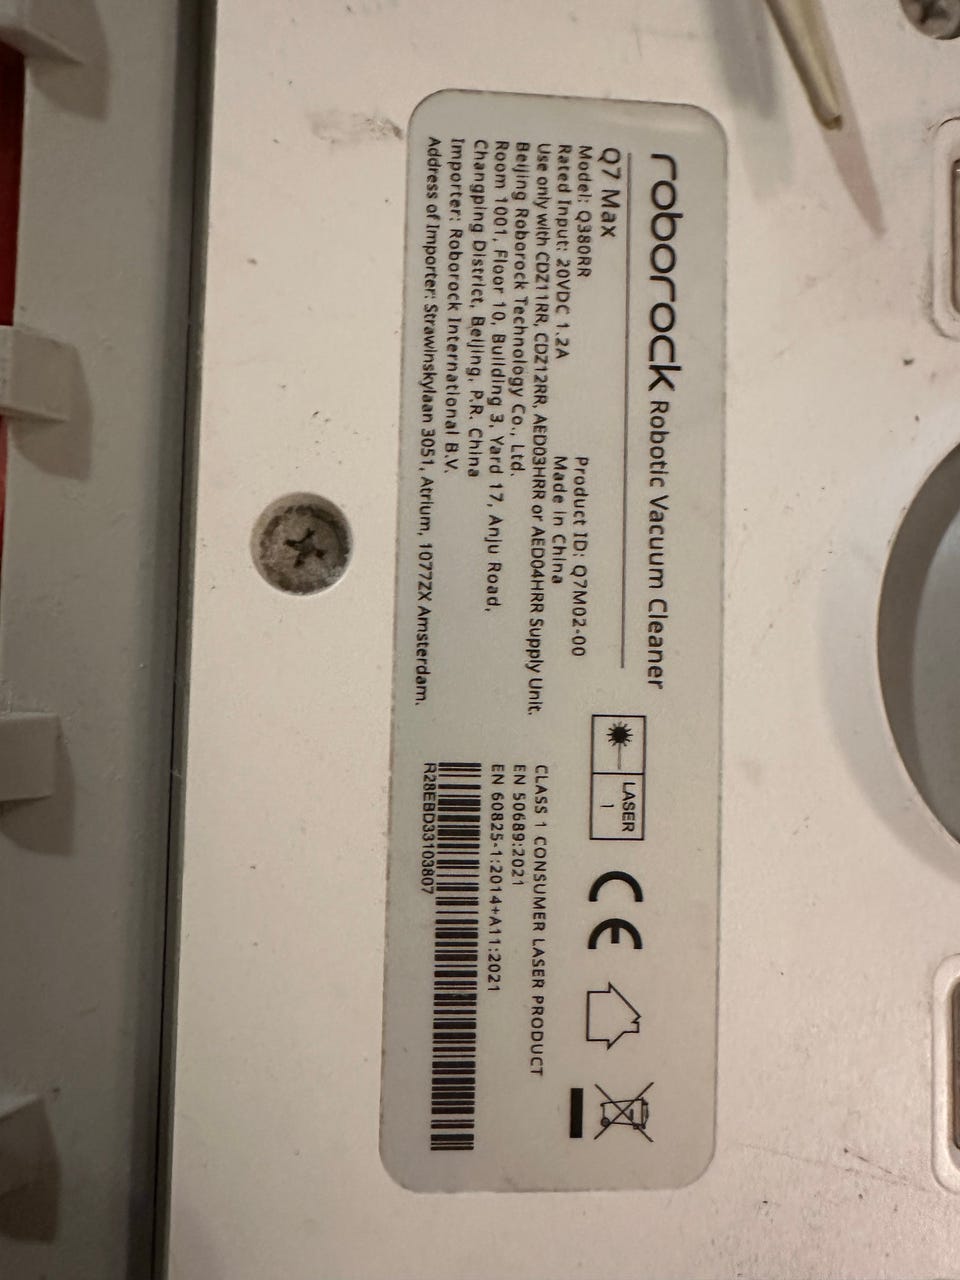 roborock Robotic Vacuum Cleaner
Q7 Max
Model: Q380RR Product ID: Q7M02-00
Rated Input: 20VDC 1.2A Made in China
Use only with CDZ11RR, CDZ12RR, AED03HRR or AED04HRR Supply Unit.
Beijing Roborock Technology Co., Ltd.
Room 1001, Floor 10, Building 3, Yard 17, Anju Road,
Changping District, Beijing, P.R. China
Importer: Roborock International B.V.
Address of Importer: Strawinskylaan 3051, Atrium, 1077ZX Amsterdam.
LASER
1
CE
CLASS 1 CONSUMER LASER PRODUCT
EN 50689:2021
EN 60825-1:2014+A11:2021
R28EBD33103807